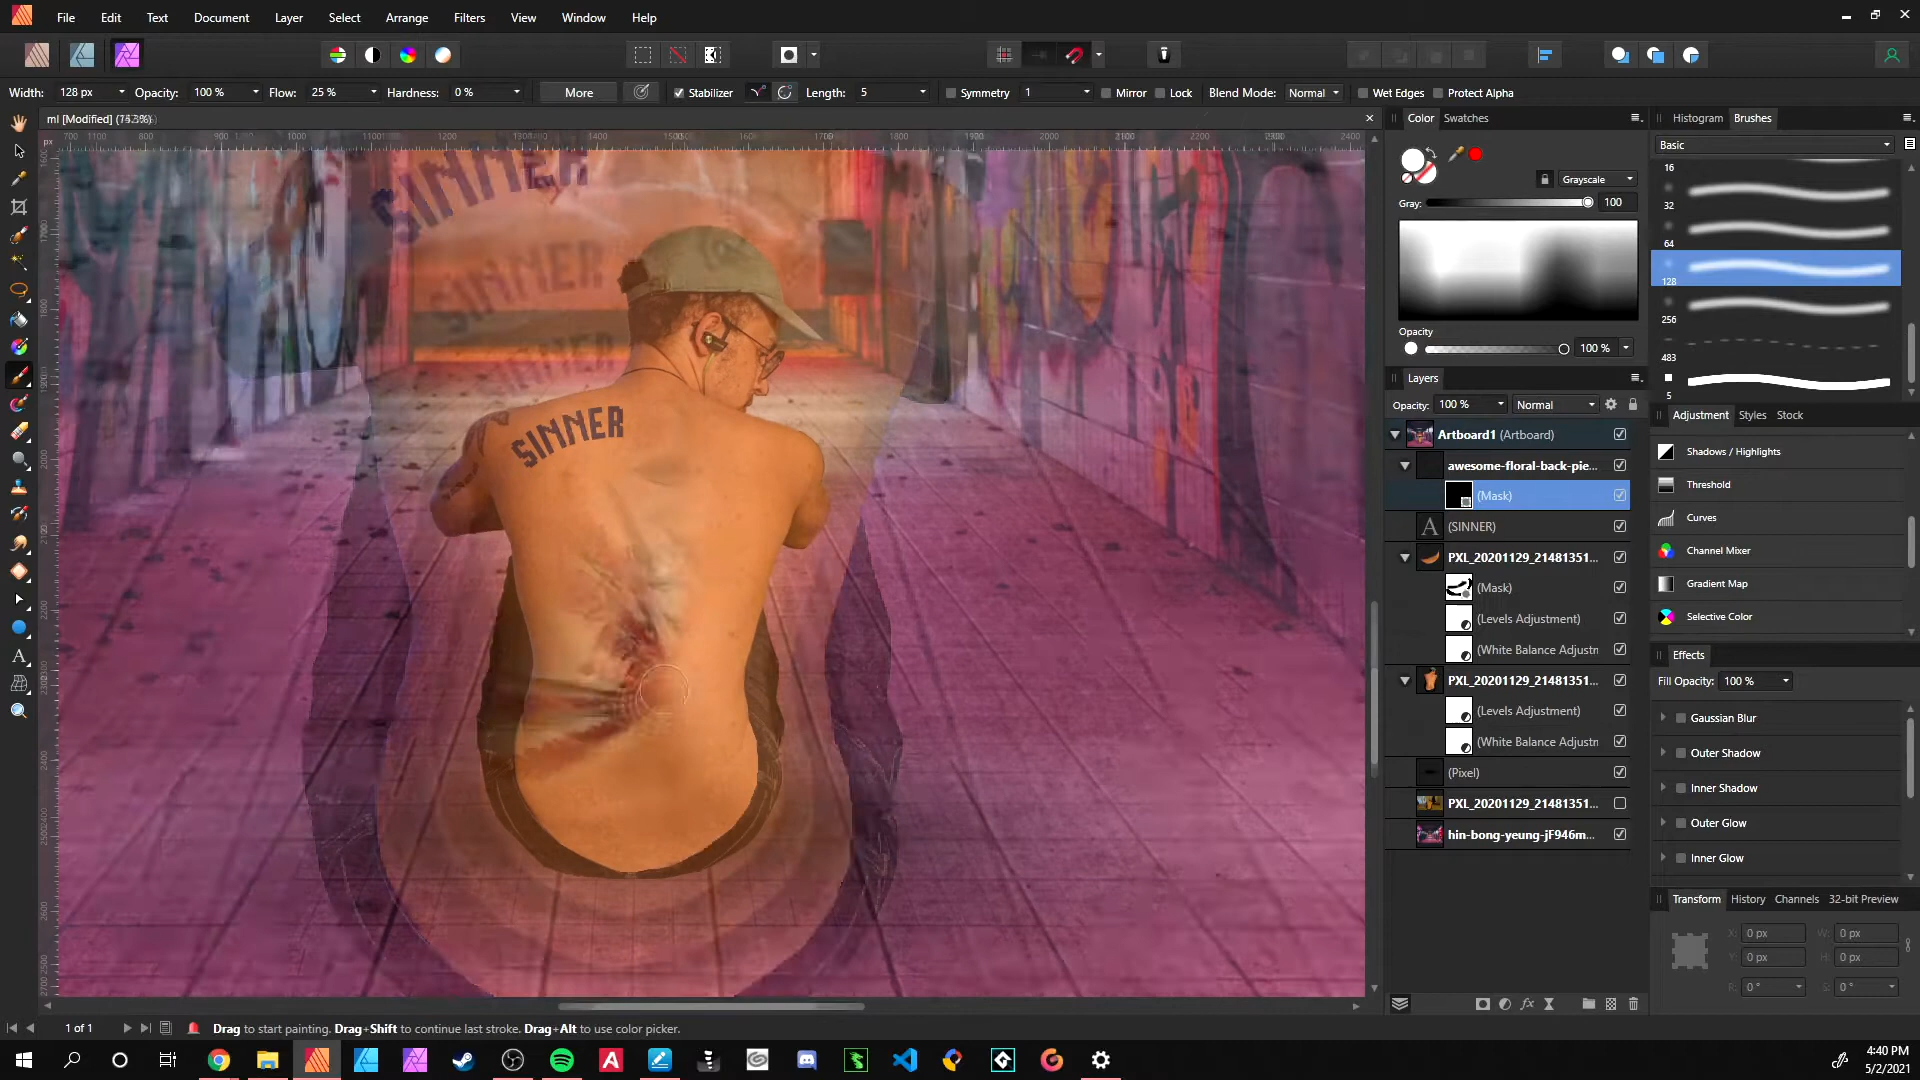 File Edit Text Document Layer Select Arrange Filters View Window Help
Width: 128 px Opacity: 100 % Flow: 25 % Hardness: 0 % More Stabilizer Length: 5 Symmetry 1 Mirror Lock Blend Mode: Normal Wet Edges Protect Alpha
ml [Modified]
px
SINNER
SINNER
SINNER
SINNER
Color Swatches
Grayscale
Gray: 100
Opacity
100 %
Layers
Opacity: 100 % Normal
Artboard1 (Artboard)
awesome-floral-back-pie...
(Mask)
A (SINNER)
PXL_20201129_21481351...
(Mask)
(Levels Adjustment)
(White Balance Adjustn
PXL_20201129_21481351...
(Levels Adjustment)
(White Balance Adjustn
(Pixel)
PXL_20201129_21481351...
hin-bong-yeung-jF946m...
Histogram Brushes
Basic
16
32
64
128
256
483
5
Adjustment Styles Stock
Shadows / Highlights
Threshold
Curves
Channel Mixer
Gradient Map
Selective Color
Effects
Fill Opacity: 100 %
Gaussian Blur
Outer Shadow
Inner Shadow
Outer Glow
Inner Glow
Transform History Channels 32-bit Preview
X: 0 px W: 0 px
Y: 0 px H: 0 px
R: 0 ° S: 0 °
1 of 1 Drag to start painting. Drag+Shift to continue last stroke. Drag+Alt to use color picker.
4:40 PM
5/2/2021